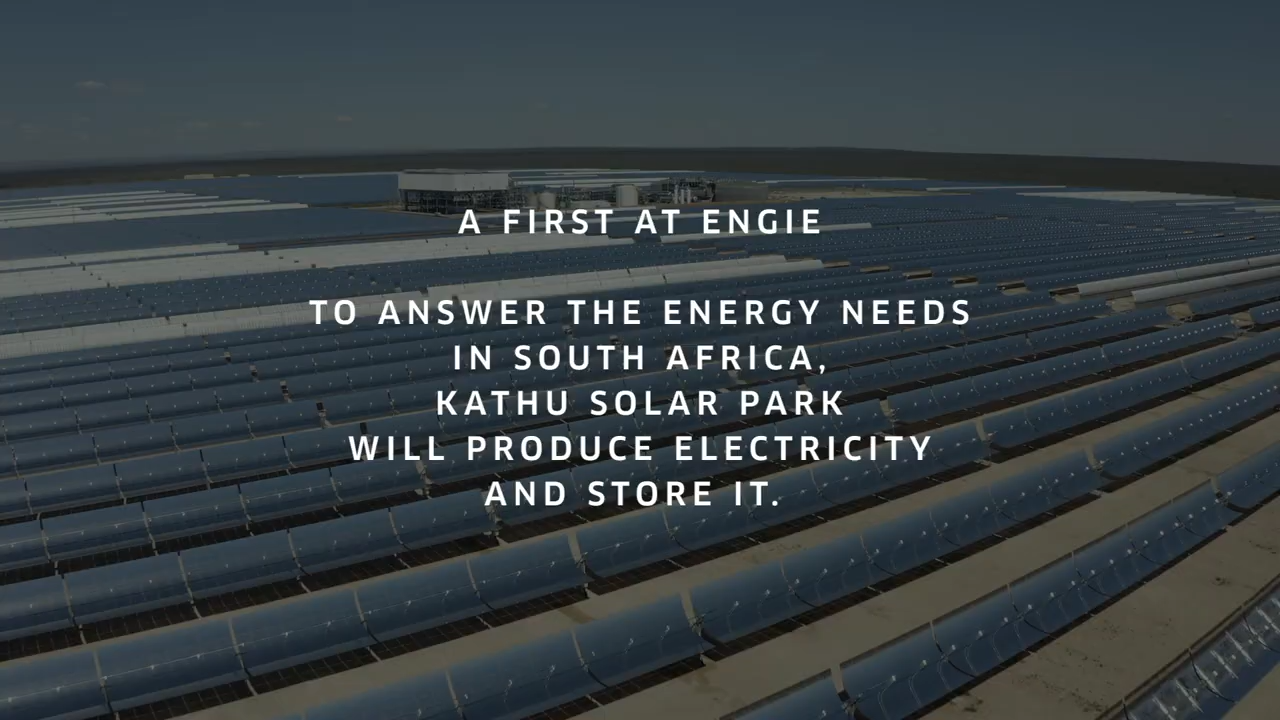 A FIRST AT ENGIE
TO ANSWER THE ENERGY NEEDS
IN SOUTH AFRICA,
KATHU SOLAR PARK
WILL PRODUCE ELECTRICITY
AND STORE IT.